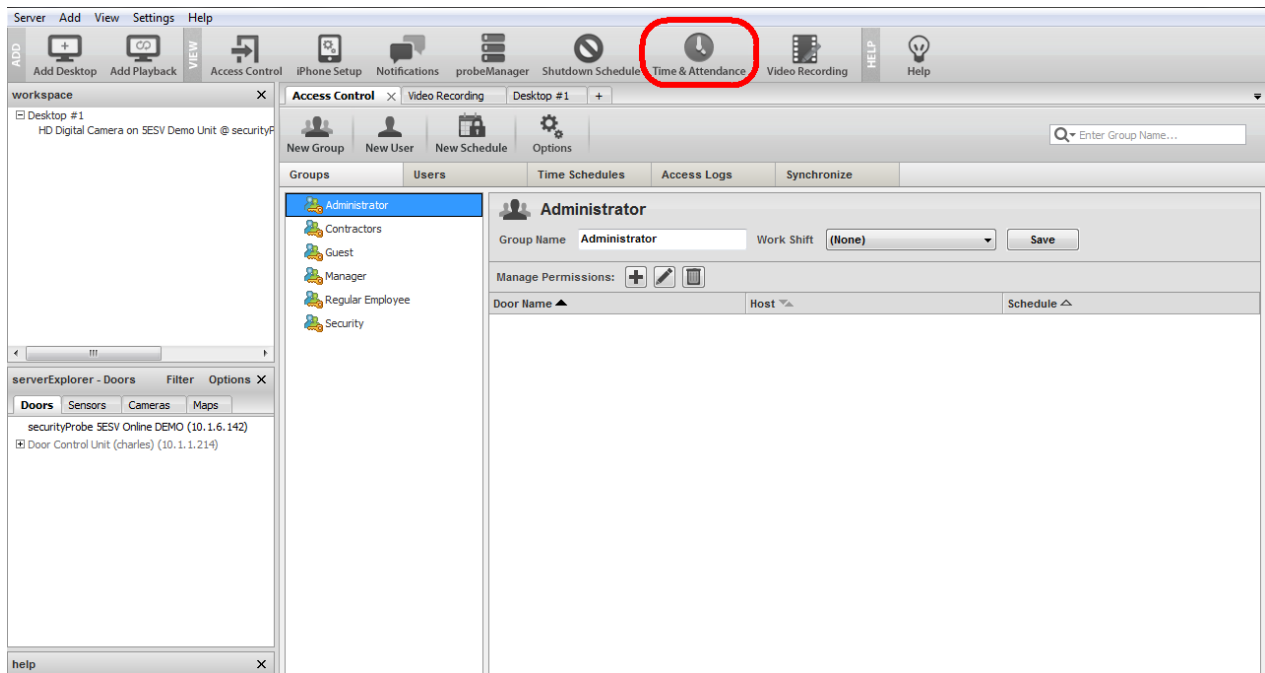 Server Add View Settings Help
ADD
Add Desktop Add Playback
VIEW
Access Control iPhone Setup Notifications probeManager Shutdown Schedule Time & Attendance Video Recording
HELP
Help
workspace
Desktop #1
HD Digital Camera on 5ESV Demo Unit @ securityP
Access Control Video Recording Desktop #1 +
New Group New User New Schedule Options
Enter Group Name...
Groups Users Time Schedules Access Logs Synchronize
Administrator
Contractors
Guest
Manager
Regular Employee
Security
Administrator
Group Name Administrator Work Shift (None) Save
Manage Permissions:
Door Name Host Schedule
serverExplorer - Doors Filter Options
Doors Sensors Cameras Maps
securityProbe 5ESV Online DEMO (10.1.6.142)
Door Control Unit (charles) (10.1.1.214)
help